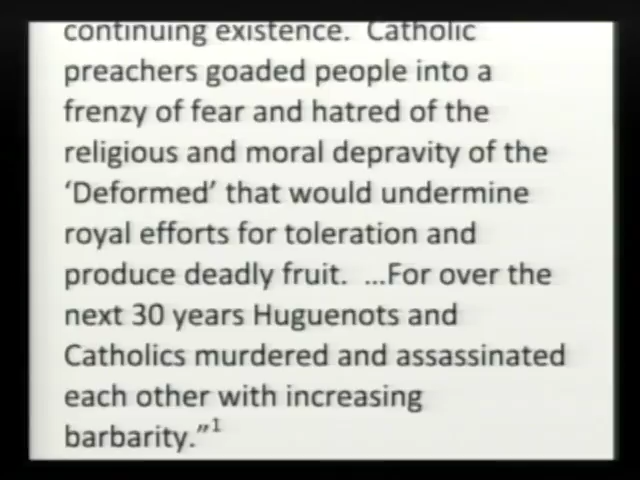 continuing existence.  Catholic
preachers goaded people into a
frenzy of fear and hatred of the
religious and moral depravity of the
‘Deformed’ that would undermine
royal efforts for toleration and
produce deadly fruit.  …For over the
next 30 years Huguenots and
Catholics murdered and assassinated
each other with increasing
barbarity.”¹